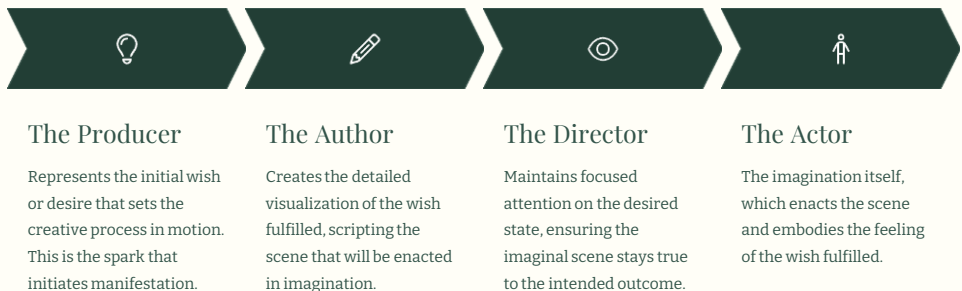 The Producer
Represents the initial wish
or desire that sets the
creative process in motion.
This is the spark that
initiates manifestation.
The Author
Creates the detailed
visualization of the wish
fulfilled, scripting the
scene that will be enacted
in imagination.
The Director
Maintains focused
attention on the desired
state, ensuring the
imaginal scene stays true
to the intended outcome.
The Actor
The imagination itself,
which enacts the scene
and embodies the feeling
of the wish fulfilled.